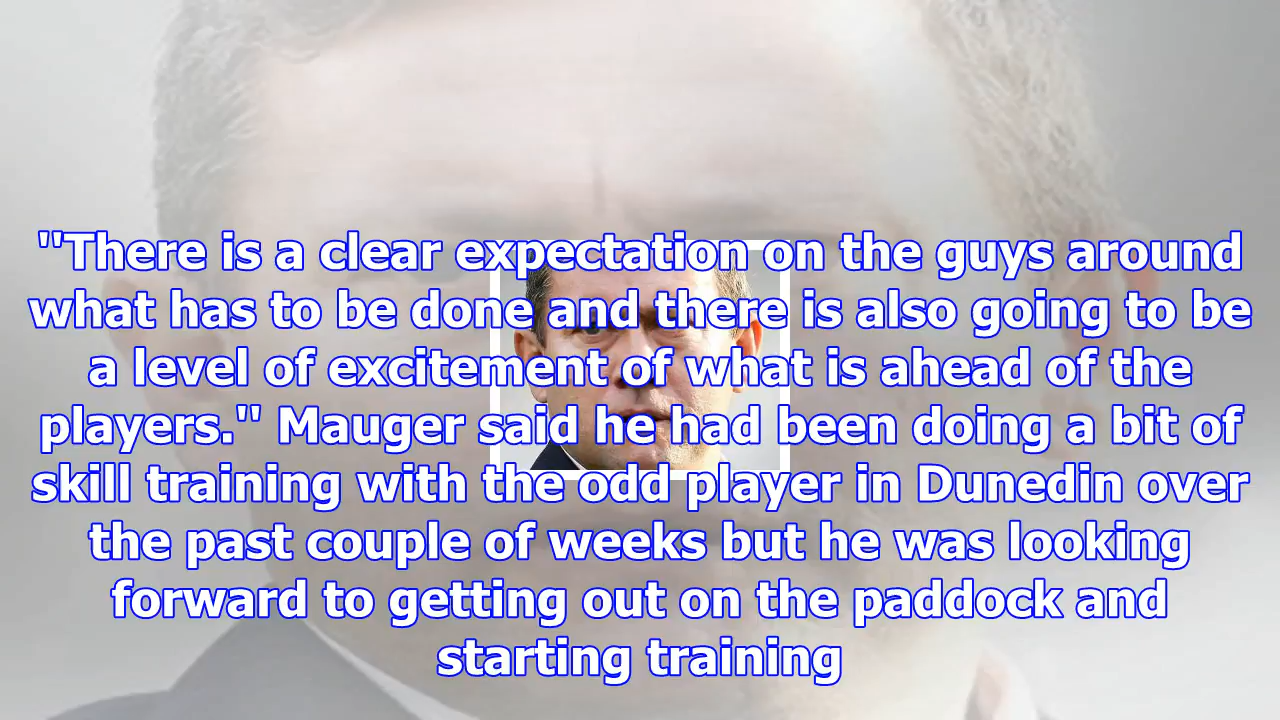 "There is a clear expectation on the guys around
what has to be done and there is also going to be
a level of excitement of what is ahead of the
players." Mauger said he had been doing a bit of
skill training with the odd player in Dunedin over
the past couple of weeks but he was looking
forward to getting out on the paddock and
starting training